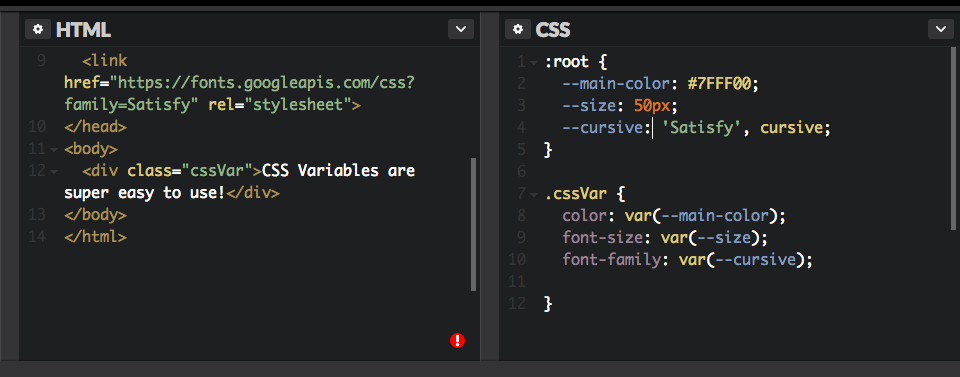 HTML
9 <link
href="https://fonts.googleapis.com/css?
family=Satisfy" rel="stylesheet">
10 </head>
11 <body>
12 <div class="cssVar">CSS Variables are
super easy to use!</div>
13 </body>
14 </html>
CSS
1 :root {
2 --main-color: #7FFF00;
3 --size: 50px;
4 --cursive: 'Satisfy', cursive;
5 }
6
7 .cssVar {
8 color: var(--main-color);
9 font-size: var(--size);
10 font-family: var(--cursive);
11
12 }